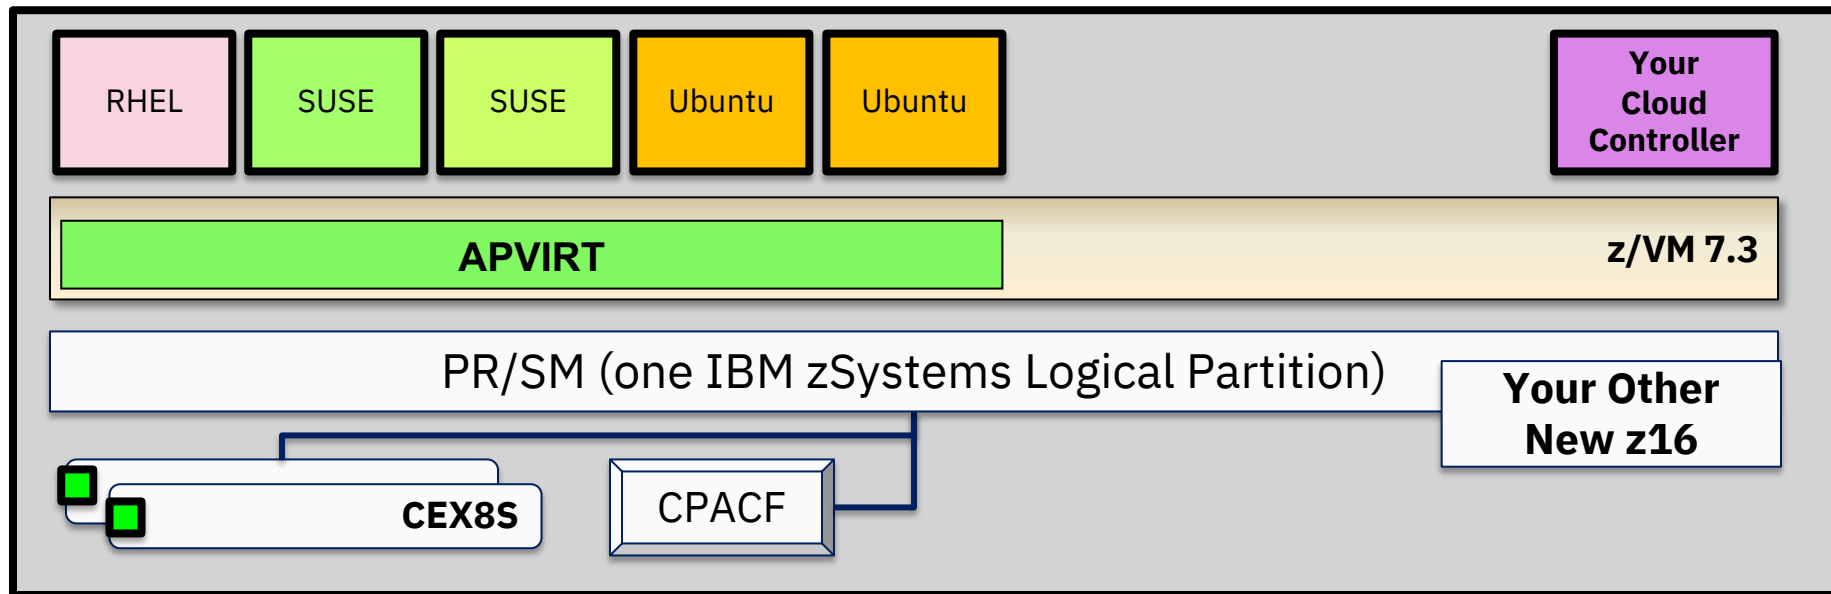 RHEL
SUSE
SUSE
Ubuntu
Ubuntu
Your
Cloud
Controller
APVIRT
z/VM 7.3
PR/SM (one IBM zSystems Logical Partition)
Your Other
New z16
CEX8S
CPACF